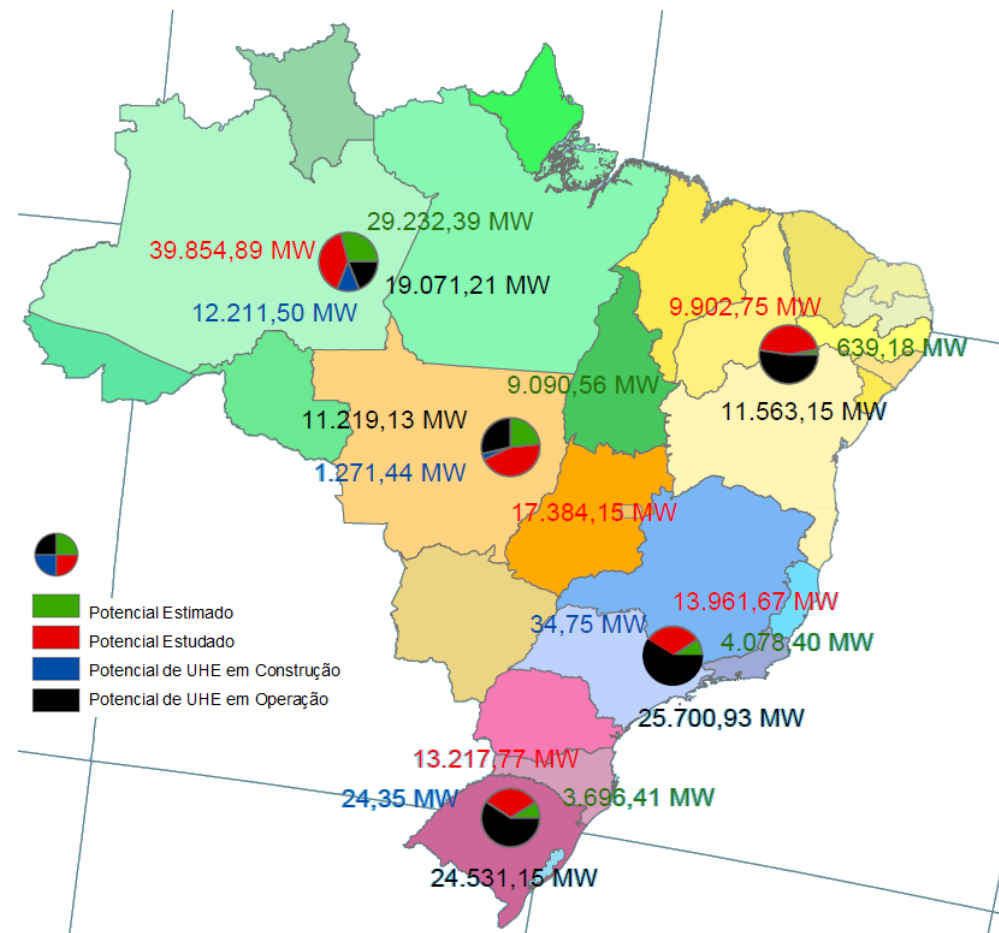 29.232,39 MW
39.854,89 MW
19.071,21 MW
12.211,50 MW
9.902,75 MW
639,18 MW
9.090,56 MW
11.563,15 MW
11.219,13 MW
1.271,44 MW
17.384,15 MW
Potencial Estimado
Potencial Estudado
Potencial de UHE em Construção
Potencial de UHE em Operação
13.961,67 MW
34,75 MW
4.078,40 MW
25.700,93 MW
13.217,77 MW
24,35 MW
3.696,41 MW
24.531,15 MW